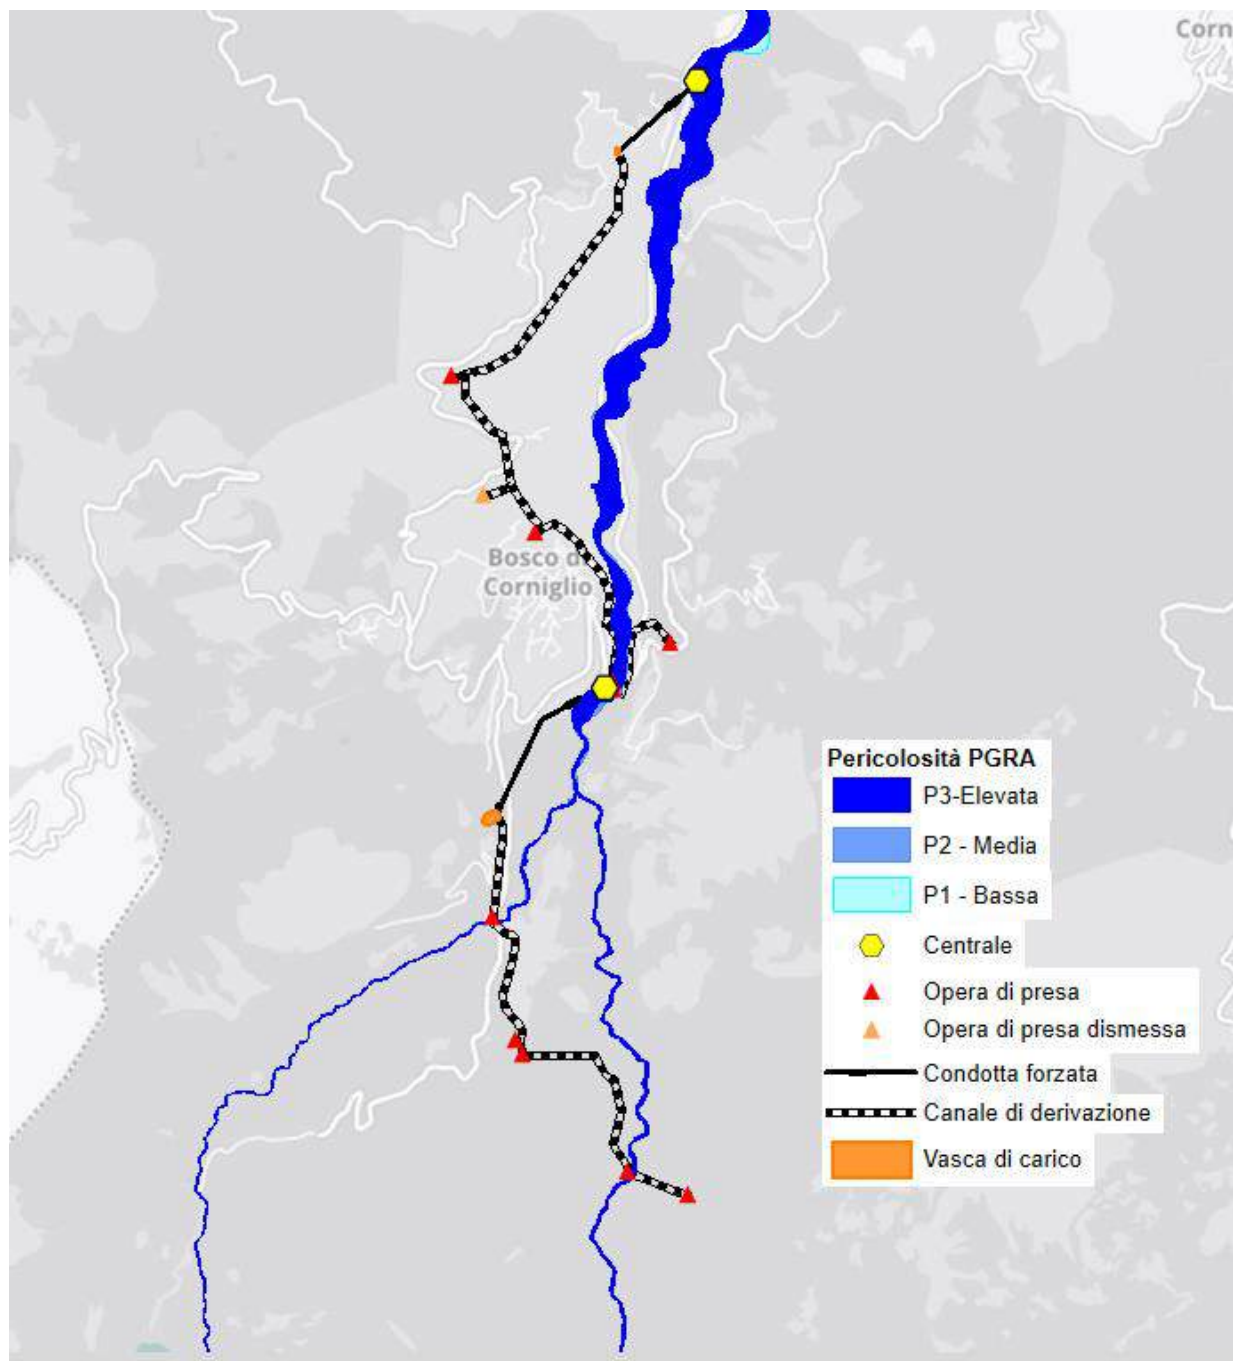 Corn
Bosco di
Corniglio
Pericolosità PGRA
P3-Elevata
P2 - Media
P1 - Bassa
Centrale
Opera di presa
Opera di presa dismessa
Condotta forzata
Canale di derivazione
Vasca di carico